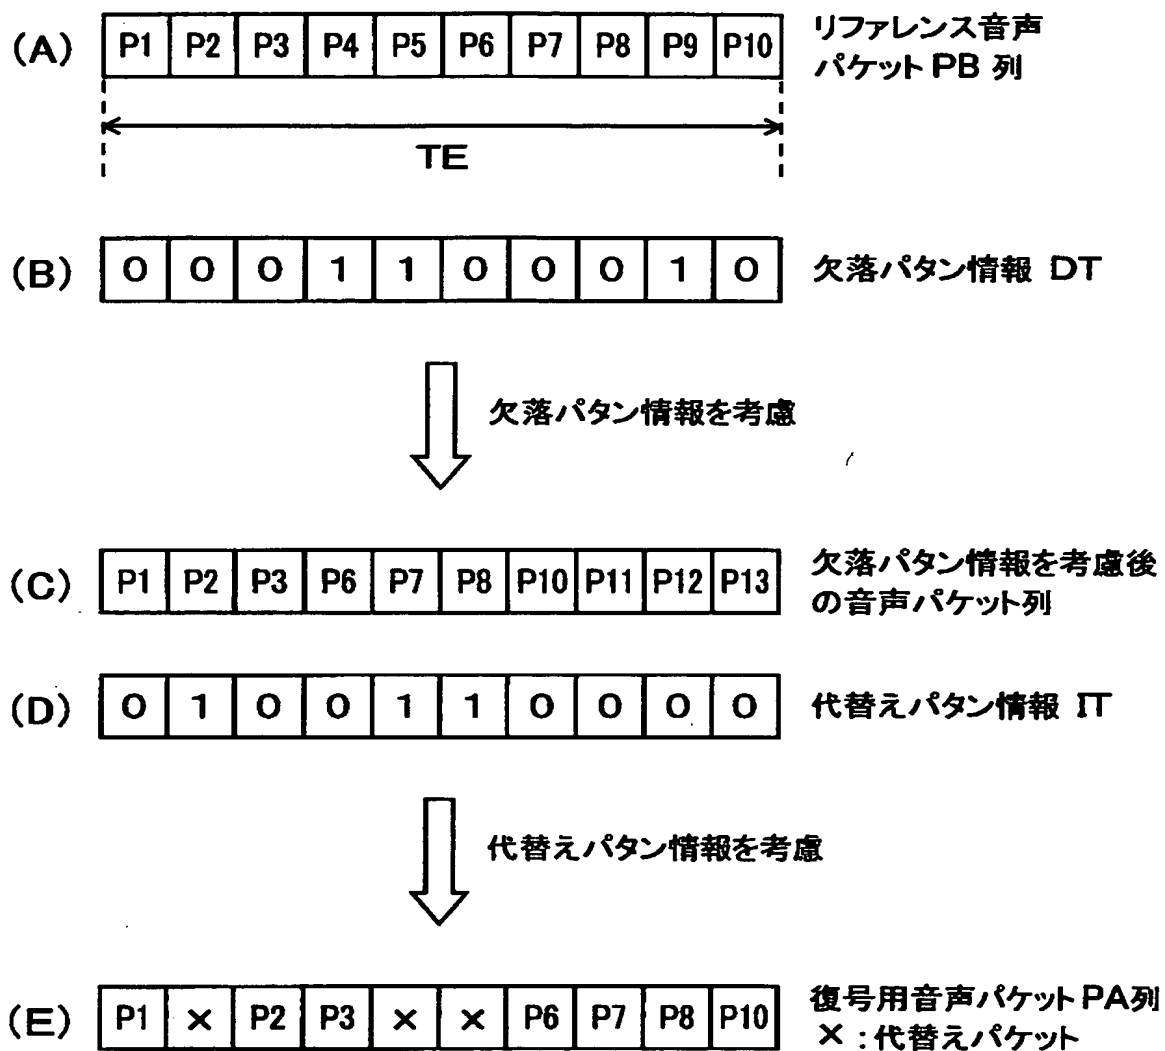 (A) P1 P2 P3 P4 P5 P6 P7 P8 P9 P10 リファレンス音声
パケット PB 列
TE
(B) 0 0 0 1 1 0 0 0 1 0 欠落パタン情報 DT
欠落パタン情報を考慮
(C) P1 P2 P3 P6 P7 P8 P10 P11 P12 P13 欠落パタン情報を考慮後
の音声パケット列
(D) 0 1 0 0 1 1 0 0 0 0 代替えパタン情報 IT
代替えパタン情報を考慮
(E) P1 × P2 P3 × × P6 P7 P8 P10 復号用音声パケット PA列
×:代替えパケット